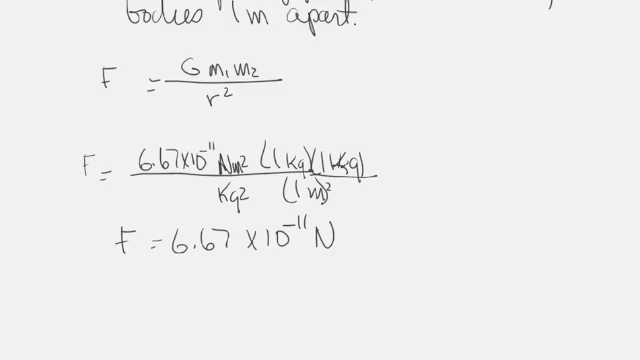 bodies 1m apart.
F = G m₁ m₂ / r²
F = 6.67 × 10⁻¹¹ Nm² (1 kg)(1 kg) / kg² (1 m)²
F = 6.67 × 10⁻¹¹ N